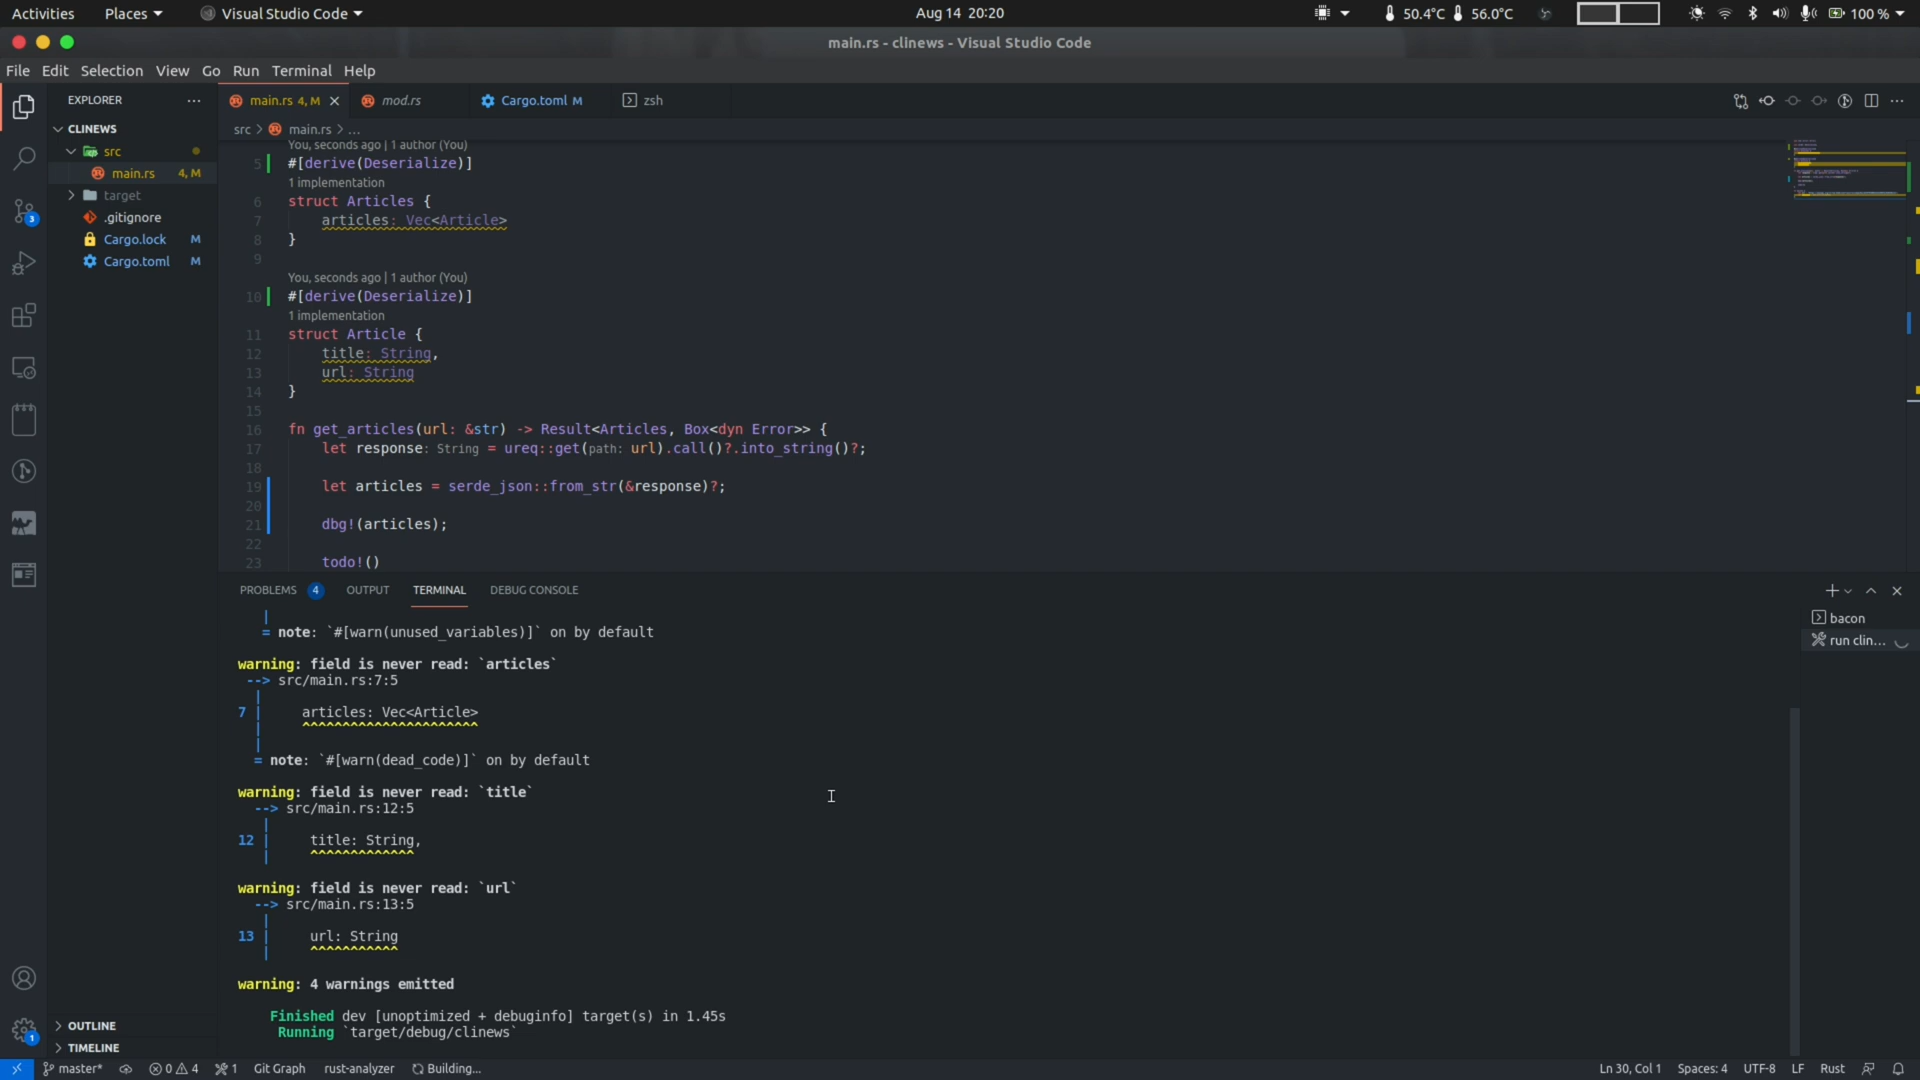 Activities Places Visual Studio Code Aug 14 20:20 50.4°C 56.0°C 100 %
main.rs - clinews - Visual Studio Code
File Edit Selection View Go Run Terminal Help
EXPLORER ... main.rs 4, M mod.rs Cargo.toml M zsh
CLINEWS
src > main.rs > ...
src
main.rs 4, M
target
.gitignore
Cargo.lock M
Cargo.toml M
You, seconds ago | 1 author (You)
5 #[derive(Deserialize)]
1 implementation
6 struct Articles {
7 articles: Vec<Article>
8 }
9
You, seconds ago | 1 author (You)
10 #[derive(Deserialize)]
1 implementation
11 struct Article {
12 title: String,
13 url: String
14 }
15
16 fn get_articles(url: &str) -> Result<Articles, Box<dyn Error>> {
17 let response: String = ureq::get(path: url).call()?.into_string()?;
18
19 let articles = serde_json::from_str(&response)?;
20
21 dbg!(articles);
22
23 todo!()
PROBLEMS 4 OUTPUT TERMINAL DEBUG CONSOLE
bacon
run clin...
= note: `#[warn(unused_variables)]` on by default
warning: field is never read: `articles`
--> src/main.rs:7:5
|
7 | articles: Vec<Article>
| ^^^^^^^^^^^^^^^^^^^^^^
|
= note: `#[warn(dead_code)]` on by default
warning: field is never read: `title`
--> src/main.rs:12:5
|
12 | title: String,
| ^^^^^^^^^^^^^
warning: field is never read: `url`
--> src/main.rs:13:5
|
13 | url: String
| ^^^^^^^^^^^
warning: 4 warnings emitted
Finished dev [unoptimized + debuginfo] target(s) in 1.45s
Running `target/debug/clinews`
OUTLINE
TIMELINE
3
1
master* 0 4 1 Git Graph rust-analyzer Building... Ln 30, Col 1 Spaces: 4 UTF-8 LF Rust